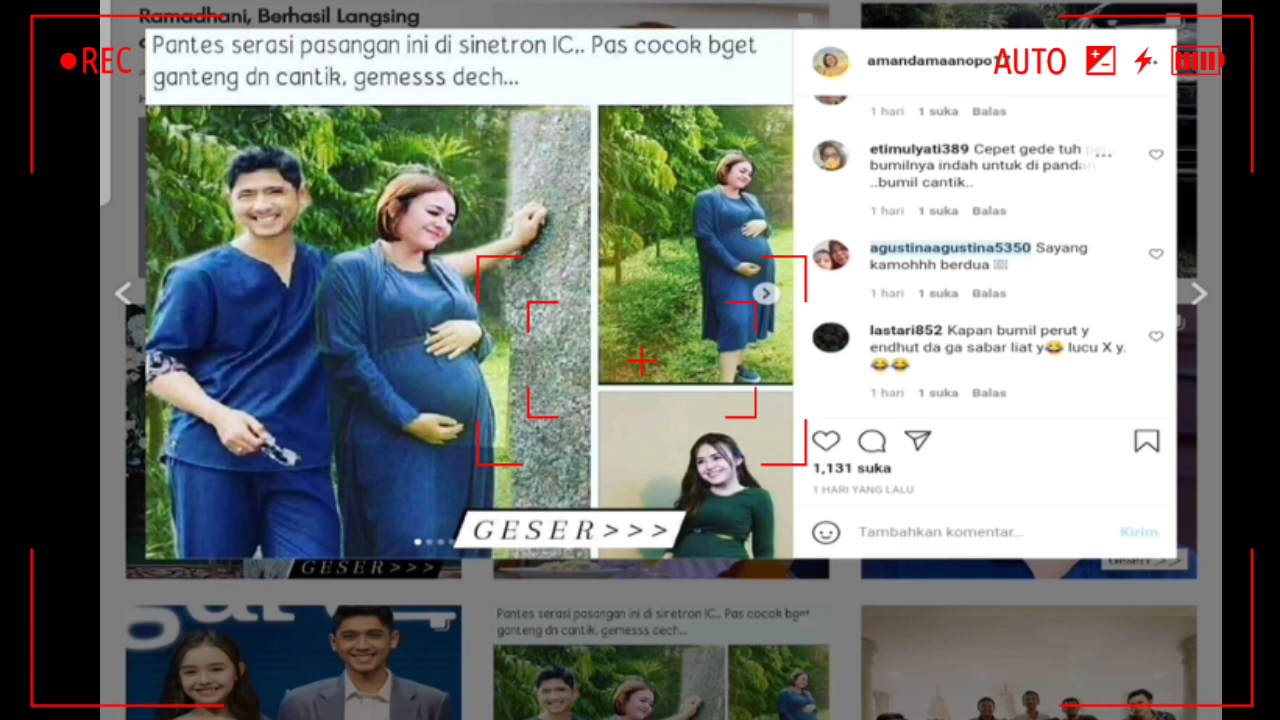 Ramadhani, Berhasil Langsing
REC
AUTO
Pantes serasi pasangan ini di sinetron IC.. Pas cocok bget
ganteng dn cantik, gemesss dech...
GESER>>>
amandamaanopo
1 hari 1 suka Balas
etimulyati389 Cepet gede tuh
bumilnya indah untuk di pandan
..bumil cantik..
1 hari 1 suka Balas
agustinaagustina5350 Sayang
kamohhh berdua
1 hari 1 suka Balas
lastari852 Kapan bumil perut y
endhut da ga sabar liat y😂 lucu X y.
😂😂
1 hari 1 suka Balas
1,131 suka
1 HARI YANG LALU
Tambahkan komentar... Kirim
GESER>>>
Geser!>>>
Pantes serasi pasangan ini di siretron IC.. Pas cocok bget
ganteng dn cantik, gemesss dech...